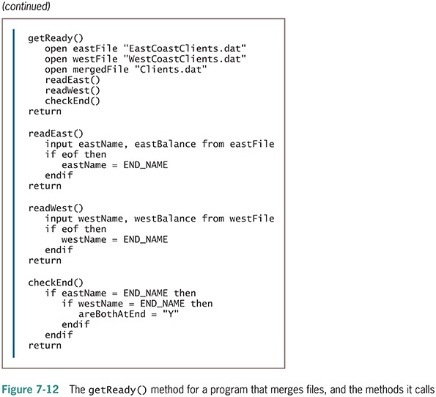 (continued)
getReady()
open eastFile "EastCoastClients.dat"
open westFile "WestCoastClients.dat"
open mergedFile "Clients.dat"
readEast()
readWest()
checkEnd()
return
readEast()
input eastName, eastBalance from eastFile
if eof then
eastName = END_NAME
endif
return
readWest()
input westName, westBalance from westFile
if eof then
westName = END_NAME
endif
return
checkEnd()
if eastName = END_NAME then
if westName = END_NAME then
areBothAtEnd = "Y"
endif
endif
return
Figure 7-12 The getReady() method for a program that merges files, and the methods it calls